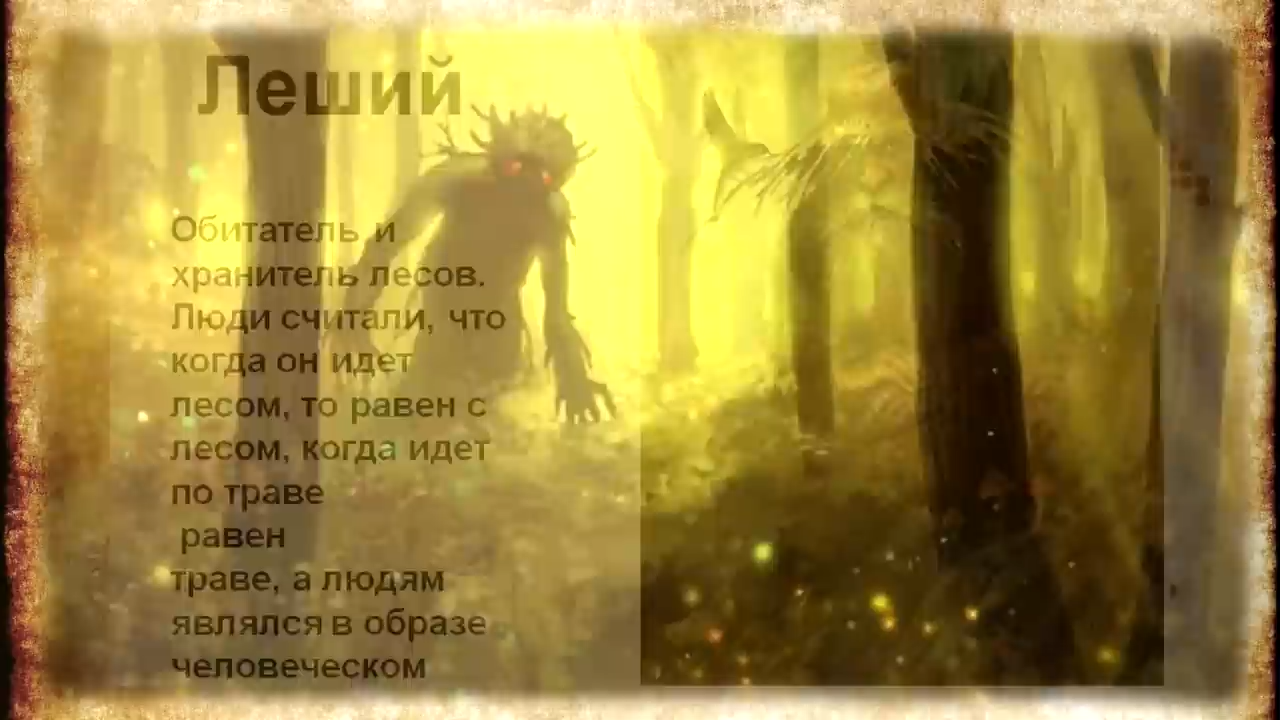 Леший
Обитатель и
хранитель лесов.
Люди считали, что
когда он идет
лесом, то равен с
лесом, когда идет
по траве
равен
траве, а людям
являлся в образе
человеческом